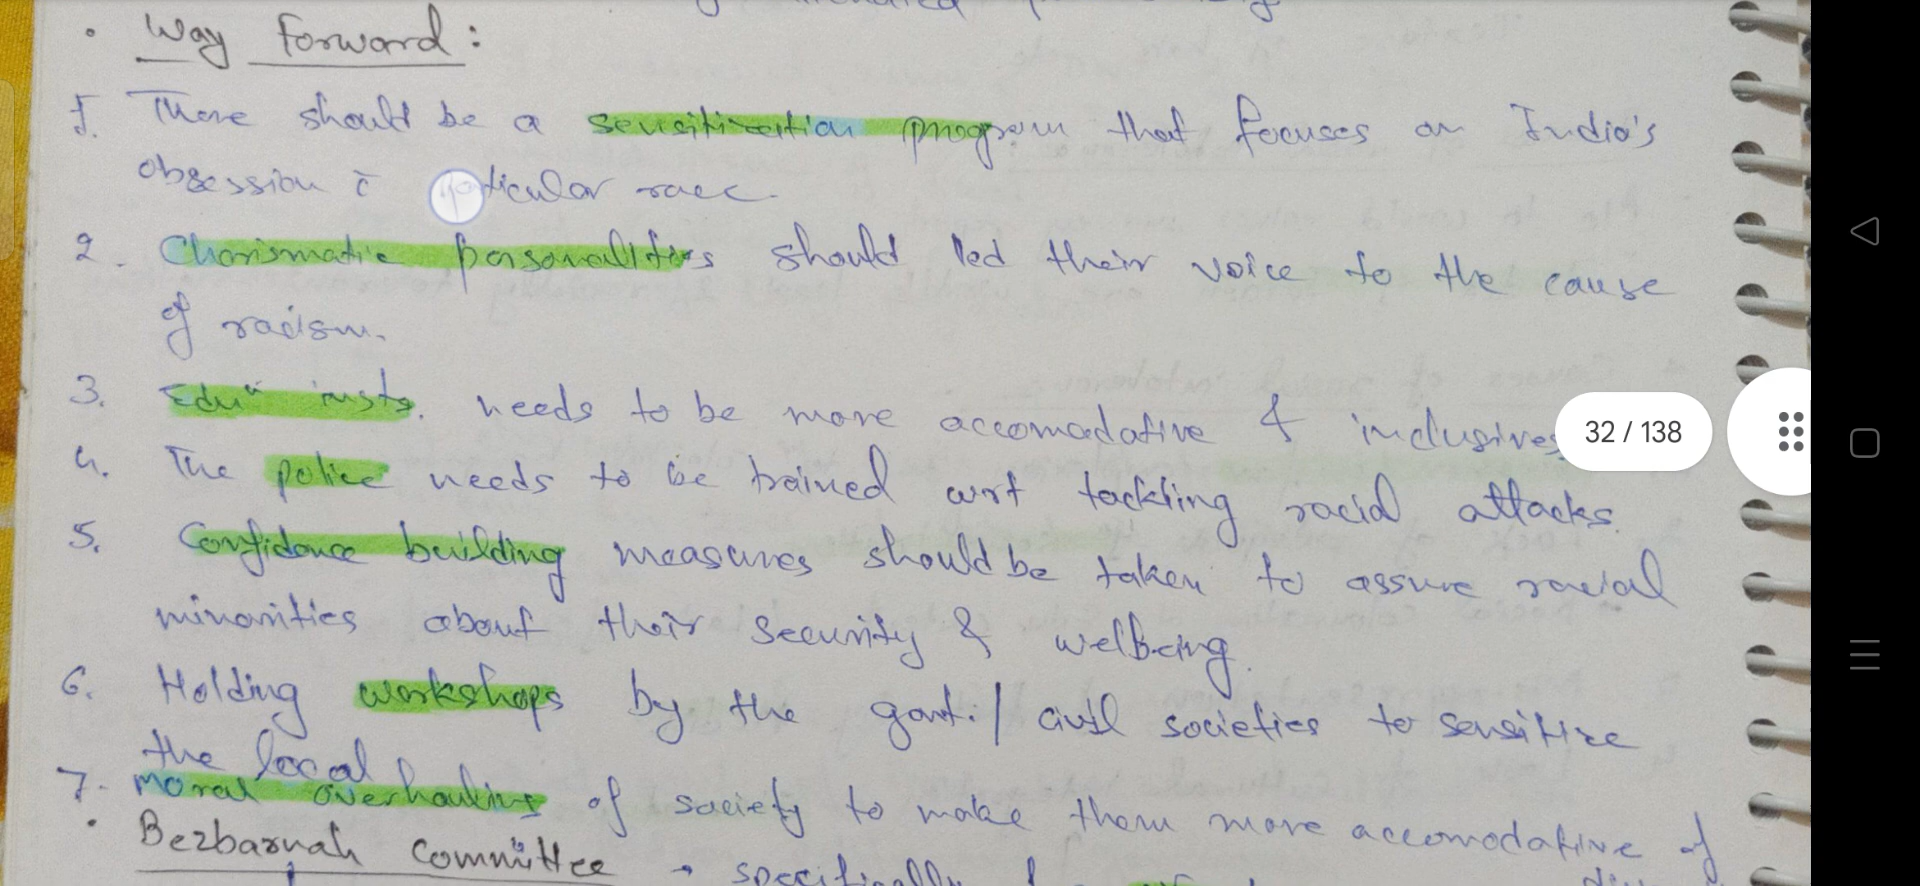 • Way Forward:
1. There should be a sensitization program that focuses on India's
obsession c̄ particular race.
2. Charismatic personalities should led their voice to the cause
of racism.
3. Eduⁿ insts. needs to be more accomodative & inclusive
32 / 138
4. The police needs to be trained wrt tackling racial attacks.
5. Confidence building measures should be taken to assure racial
minorities about their security & welbeing.
6. Holding workshops by the govt. / civil societies to sensitize
the local
7. Moral overhauling of society to make them more accomodative of
• Bezbaruah Committee → specifically